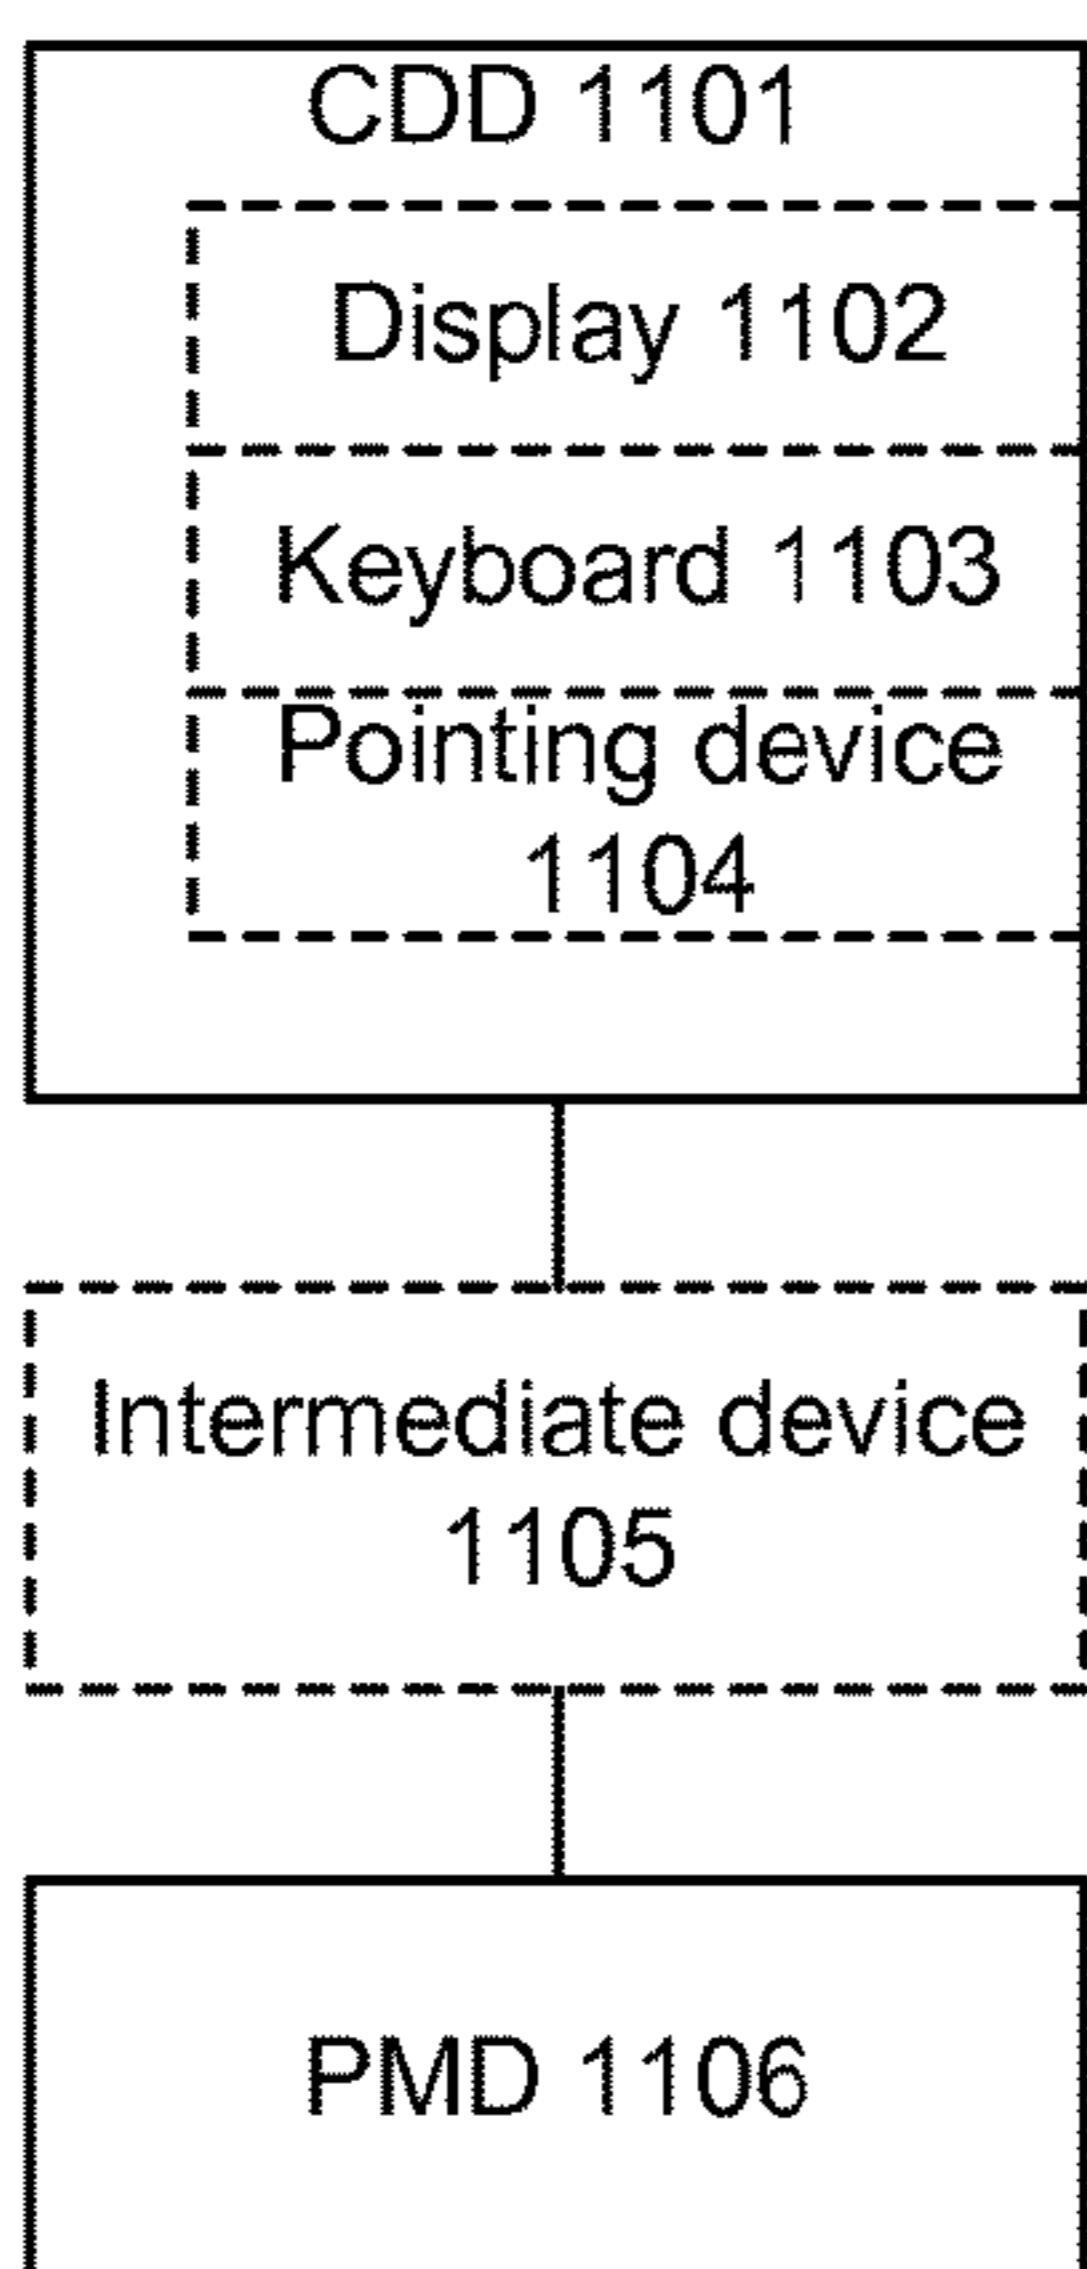 CDD 1101
Display 1102
Keyboard 1103
Pointing device
1104
Intermediate device
1105
PMD 1106